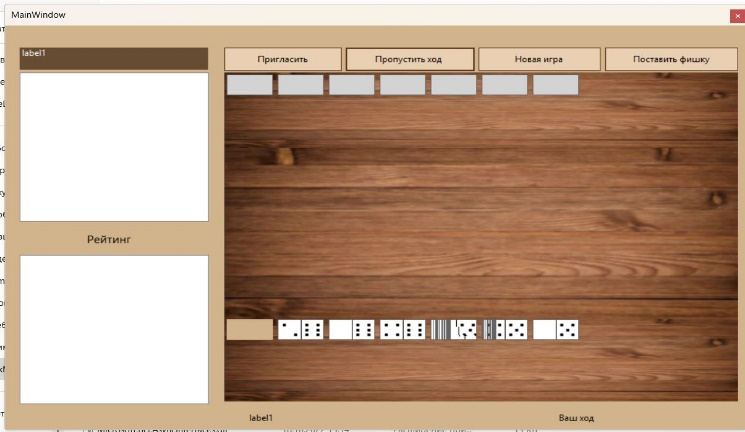 MainWindow
label1
Пригласить
Пропустить ход
Новая игра
Поставить фишку
Рейтинг
label1
Ваш ход